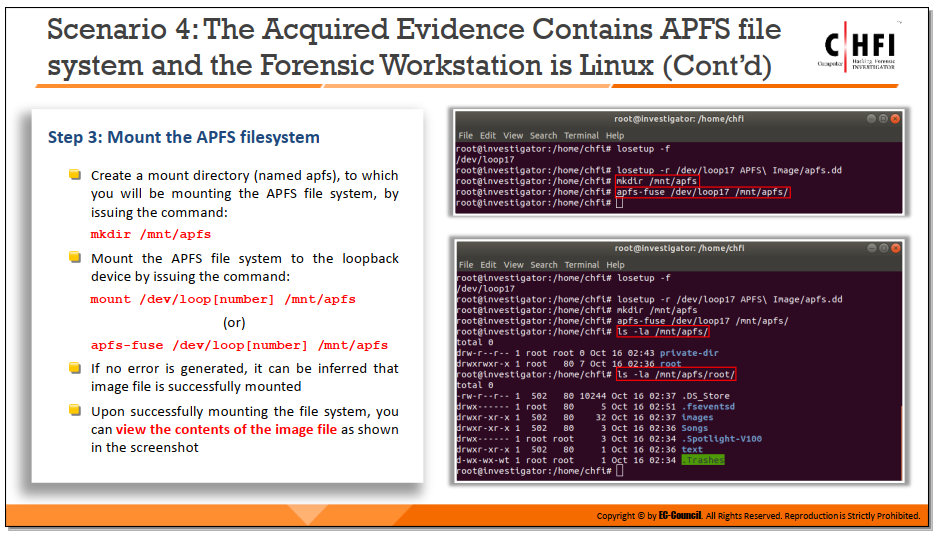 Scenario 4: The Acquired Evidence Contains APFS file
system and the Forensic Workstation is Linux (Cont'd)
CHFI
Computer Hacking Forensic
INVESTIGATOR
Step 3: Mount the APFS filesystem
Create a mount directory (named apfs), to which
you will be mounting the APFS file system, by
issuing the command:
mkdir /mnt/apfs
Mount the APFS file system to the loopback
device by issuing the command:
mount /dev/loop[number] /mnt/apfs
(or)
apfs-fuse /dev/loop[number] /mnt/apfs
If no error is generated, it can be inferred that
image file is successfully mounted
Upon successfully mounting the file system, you
can view the contents of the image file as shown
in the screenshot
root@investigator: /home/chfi
File Edit View Search Terminal Help
root@investigator:/home/chfi# losetup -f
/dev/loop17
root@investigator:/home/chfi# losetup -r /dev/loop17 APFS\ Image/apfs.dd
root@investigator:/home/chfi# mkdir /mnt/apfs
root@investigator:/home/chfi# apfs-fuse /dev/loop17 /mnt/apfs/
root@investigator:/home/chfi#
root@investigator: /home/chfi
File Edit View Search Terminal Help
root@investigator:/home/chfi# losetup -f
/dev/loop17
root@investigator:/home/chfi# losetup -r /dev/loop17 APFS\ Image/apfs.dd
root@investigator:/home/chfi# mkdir /mnt/apfs
root@investigator:/home/chfi# apfs-fuse /dev/loop17 /mnt/apfs/
root@investigator:/home/chfi# ls -la /mnt/apfs/
total 0
drw-r--r-- 1 root root 0 Oct 16 02:43 private-dir
drwxrwxr-x 1 root 80 7 Oct 16 02:36 root
root@investigator:/home/chfi# ls -la /mnt/apfs/root/
total 0
-rw-r--r-- 1 502 80 10244 Oct 16 02:37 .DS_Store
drwx------ 1 root 80 5 Oct 16 02:51 .fseventsd
drwxr-xr-x 1 502 80 32 Oct 16 02:37 images
drwxr-xr-x 1 502 80 3 Oct 16 02:36 Songs
drwx------ 1 root root 3 Oct 16 02:34 .Spotlight-V100
drwxr-xr-x 1 502 80 1 Oct 16 02:36 text
d-wx-wx-wt 1 root root 1 Oct 16 02:34 .Trashes
root@investigator:/home/chfi#
Copyright © by EC-Council. All Rights Reserved. Reproduction is Strictly Prohibited.